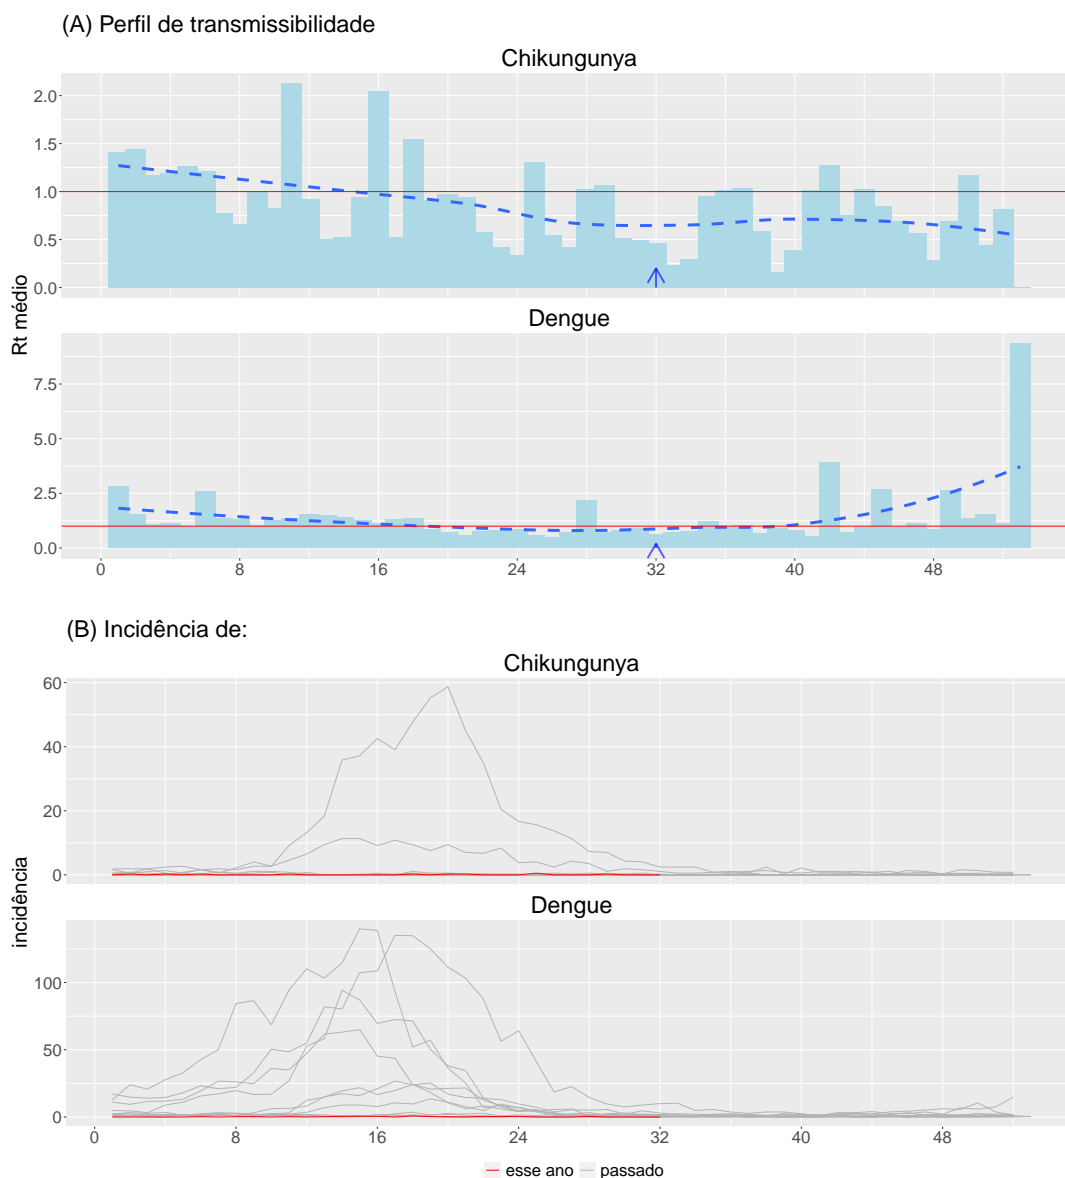 (A) Perfil de transmissibilidade
Chikungunya
2.0
1.5
1.0
0.5
0.0
Rt médio
Dengue
7.5
5.0
2.5
0.0
0 8 16 24 32 40 48
(B) Incidência de:
Chikungunya
60
40
20
0
incidência
Dengue
100
50
0
0 8 16 24 32 40 48
esse ano passado